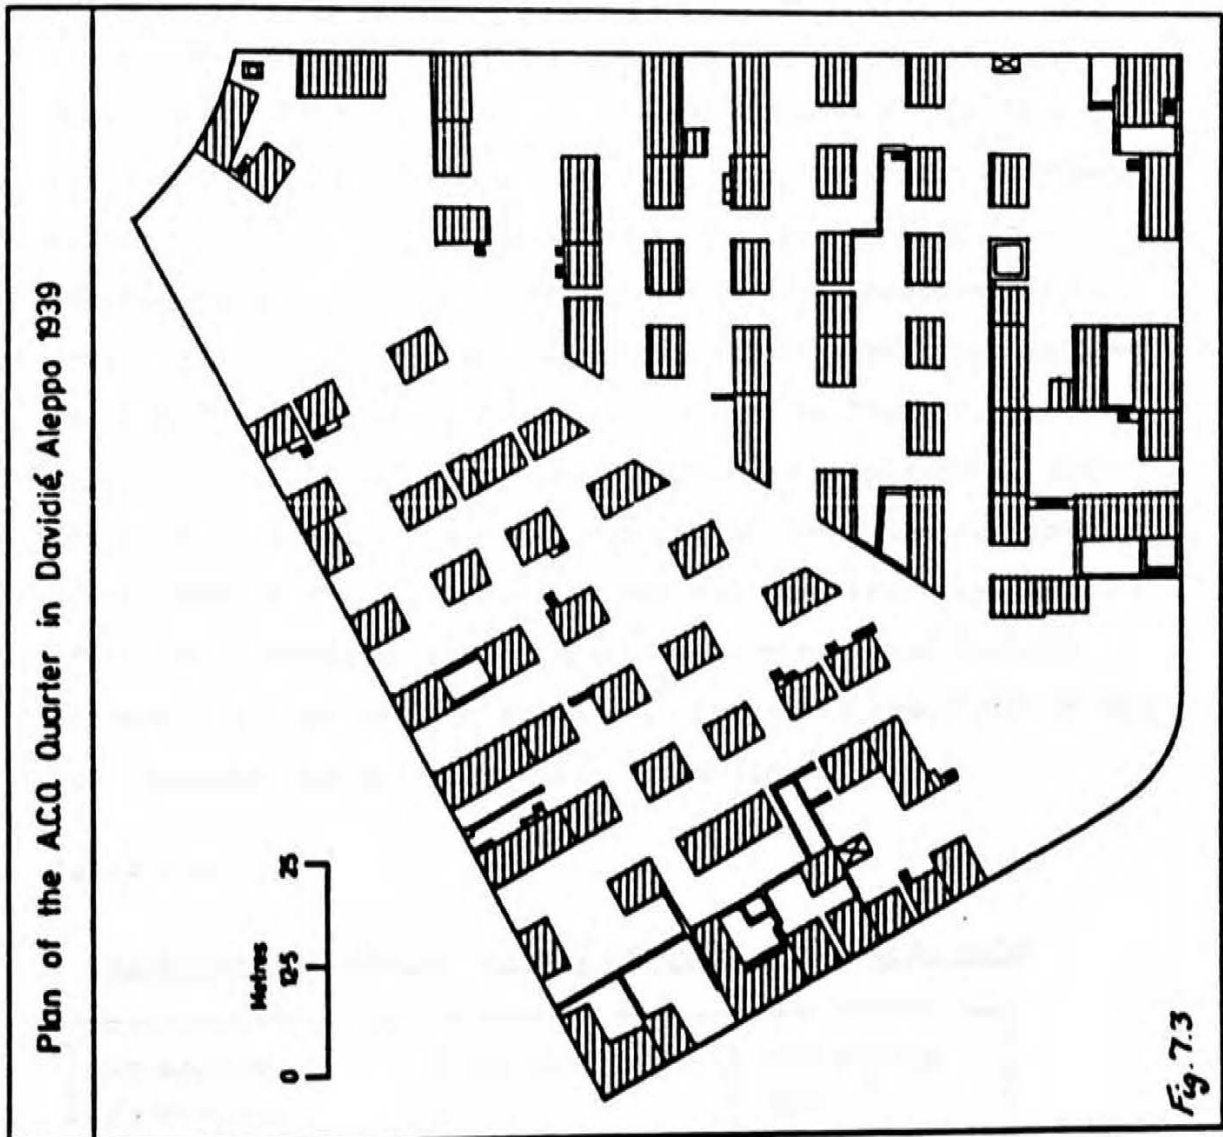 Plan of the A.C.Q. Quarter in Davidié, Aleppo 1939
Metres
0 12·5 25
Fig. 7.3